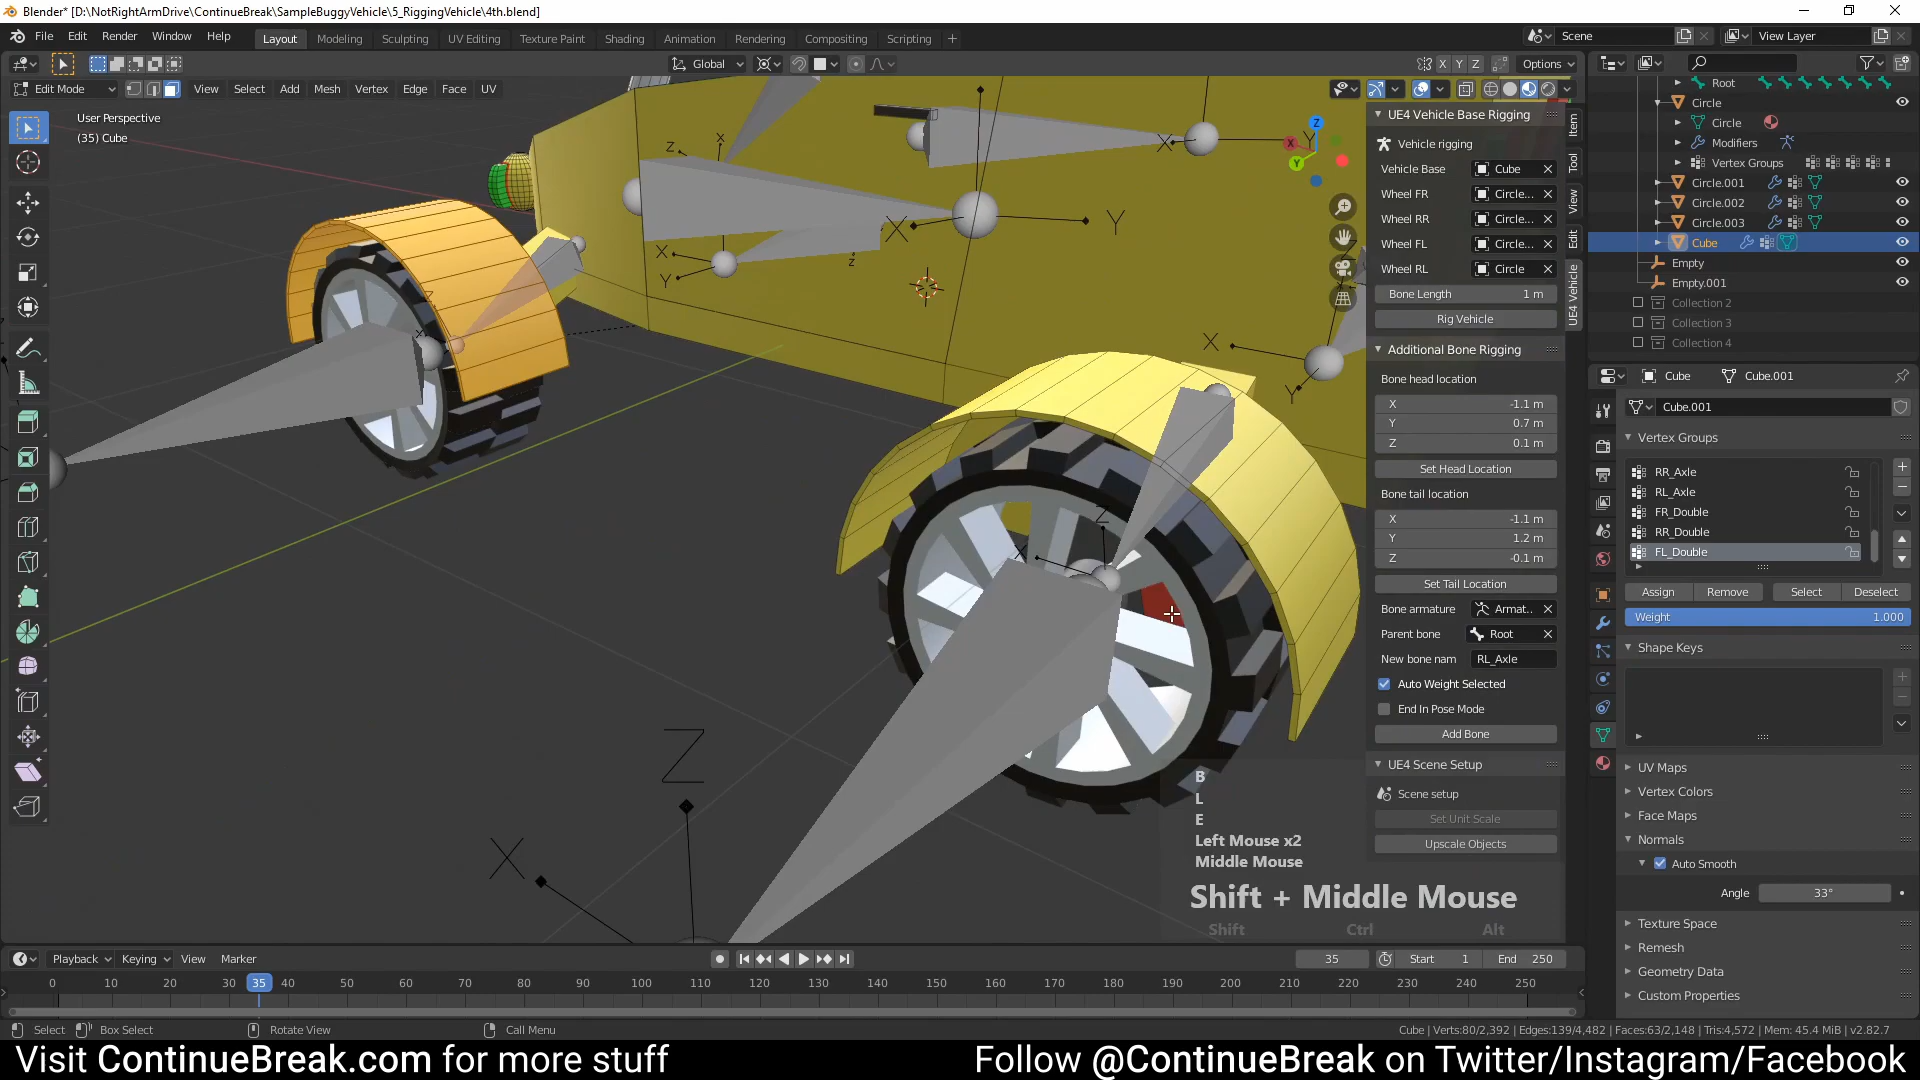 Blender* [D:\NotRightArmDrive\ContinueBreak\SampleBuggyVehicle\5_RiggingVehicle\4th.blend]
File Edit Render Window Help
Layout Modeling Sculpting UV Editing Texture Paint Shading Animation Rendering Compositing Scripting +
Scene
View Layer
Global
X Y Z
Options
Edit Mode
View Select Add Mesh Vertex Edge Face UV
User Perspective
(35) Cube
UE4 Vehicle Base Rigging
Vehicle rigging
Vehicle Base Cube
Wheel FR Circle...
Wheel RR Circle...
Wheel FL Circle...
Wheel RL Circle
Bone Length 1 m
Rig Vehicle
Additional Bone Rigging
Bone head location
X -1.1 m
Y 0.7 m
Z 0.1 m
Set Head Location
Bone tail location
X -1.1 m
Y 1.2 m
Z -0.1 m
Set Tail Location
Bone armature Armat..
Parent bone Root
New bone nam RL_Axle
Auto Weight Selected
End In Pose Mode
Add Bone
UE4 Scene Setup
Scene setup
Set Unit Scale
Upscale Objects
Item
Tool
View
Edit
UE4 Vehicle
Root
Circle
Circle
Modifiers
Vertex Groups
Circle.001
Circle.002
Circle.003
Cube
Empty
Empty.001
Collection 2
Collection 3
Collection 4
Cube Cube.001
Cube.001
Vertex Groups
RR_Axle
RL_Axle
FR_Double
RR_Double
FL_Double
Assign Remove Select Deselect
Weight 1.000
Shape Keys
UV Maps
Vertex Colors
Face Maps
Normals
Auto Smooth
Angle 33°
Texture Space
Remesh
Geometry Data
Custom Properties
B
L
E
Left Mouse x2
Middle Mouse
Shift + Middle Mouse
Shift Ctrl Alt
Playback Keying View Marker
35 Start 1 End 250
0 10 20 30 35 40 50 60 70 80 90 100 110 120 130 140 150 160 170 180 190 200 210 220 230 240 250
Select Box Select Rotate View Call Menu
Cube | Verts:80/2,392 | Edges:139/4,482 | Faces:63/2,148 | Tris:4,572 | Mem: 45.4 MiB | v2.82.7
Visit ContinueBreak.com for more stuff
Follow @ContinueBreak on Twitter/Instagram/Facebook